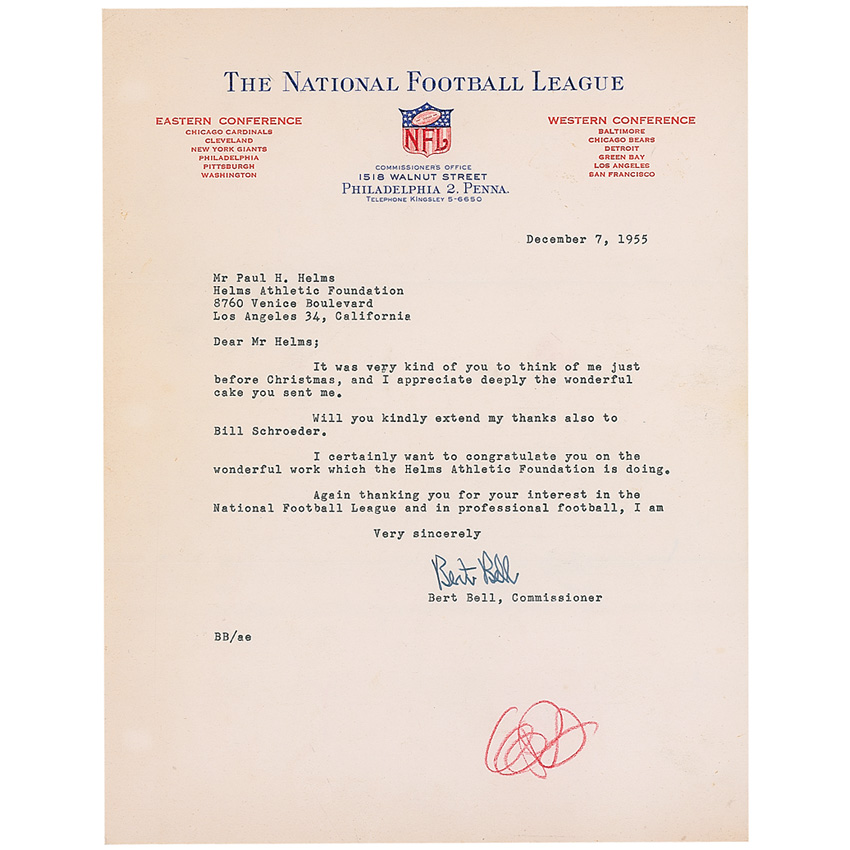 THE NATIONAL FOOTBALL LEAGUE
EASTERN CONFERENCE
CHICAGO CARDINALS
CLEVELAND
NEW YORK GIANTS
PHILADELPHIA
PITTSBURGH
WASHINGTON
NFL
COMMISSIONER'S OFFICE
1518 WALNUT STREET
PHILADELPHIA 2, PENNA.
TELEPHONE KINGSLEY 5-6650
WESTERN CONFERENCE
BALTIMORE
CHICAGO BEARS
DETROIT
GREEN BAY
LOS ANGELES
SAN FRANCISCO
December 7, 1955
Mr Paul H. Helms
Helms Athletic Foundation
8760 Venice Boulevard
Los Angeles 34, California
Dear Mr Helms;
It was very kind of you to think of me just
before Christmas, and I appreciate deeply the wonderful
cake you sent me.
Will you kindly extend my thanks also to
Bill Schroeder.
I certainly want to congratulate you on the
wonderful work which the Helms Athletic Foundation is doing.
Again thanking you for your interest in the
National Football League and in professional football, I am
Very sincerely
Bert Bell
Bert Bell, Commissioner
BB/ae